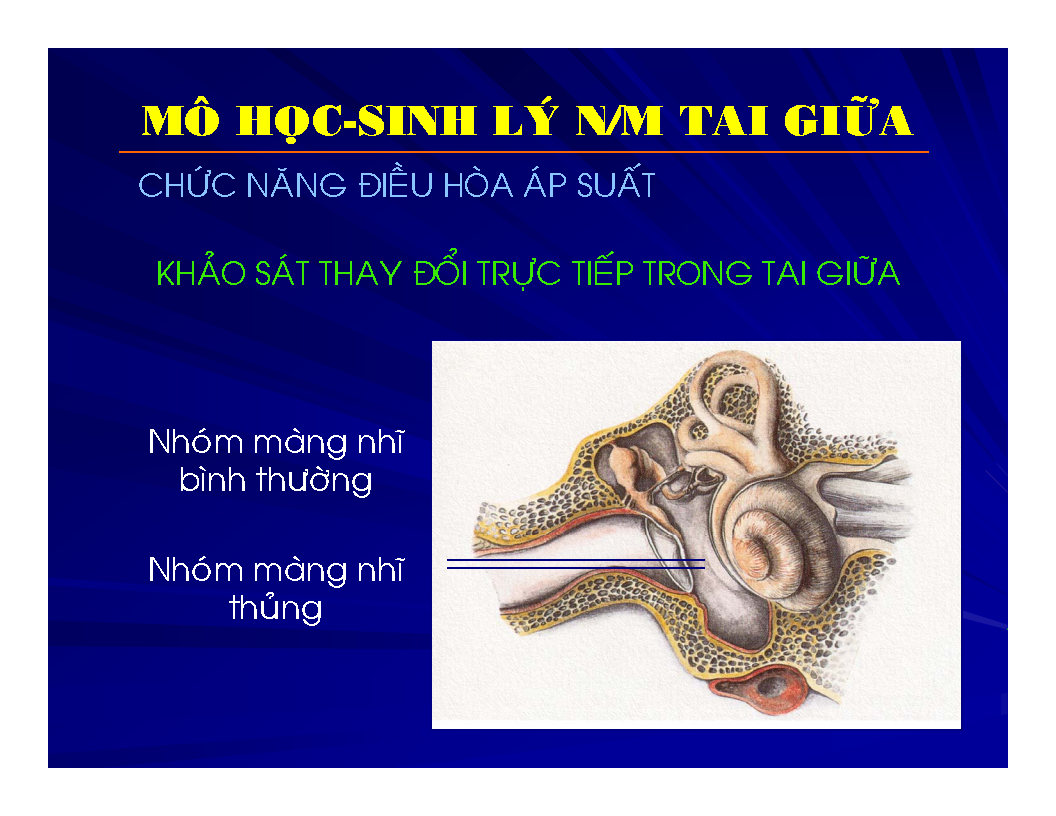 MÔ HỌC-SINH LÝ N/M TAI GIỮA
CHỨC NĂNG ĐIỀU HÒA ÁP SUẤT
KHẢO SÁT THAY ĐỔI TRỰC TIẾP TRONG TAI GIỮA
Nhóm màng nhĩ
bình thường
Nhóm màng nhĩ
thủng